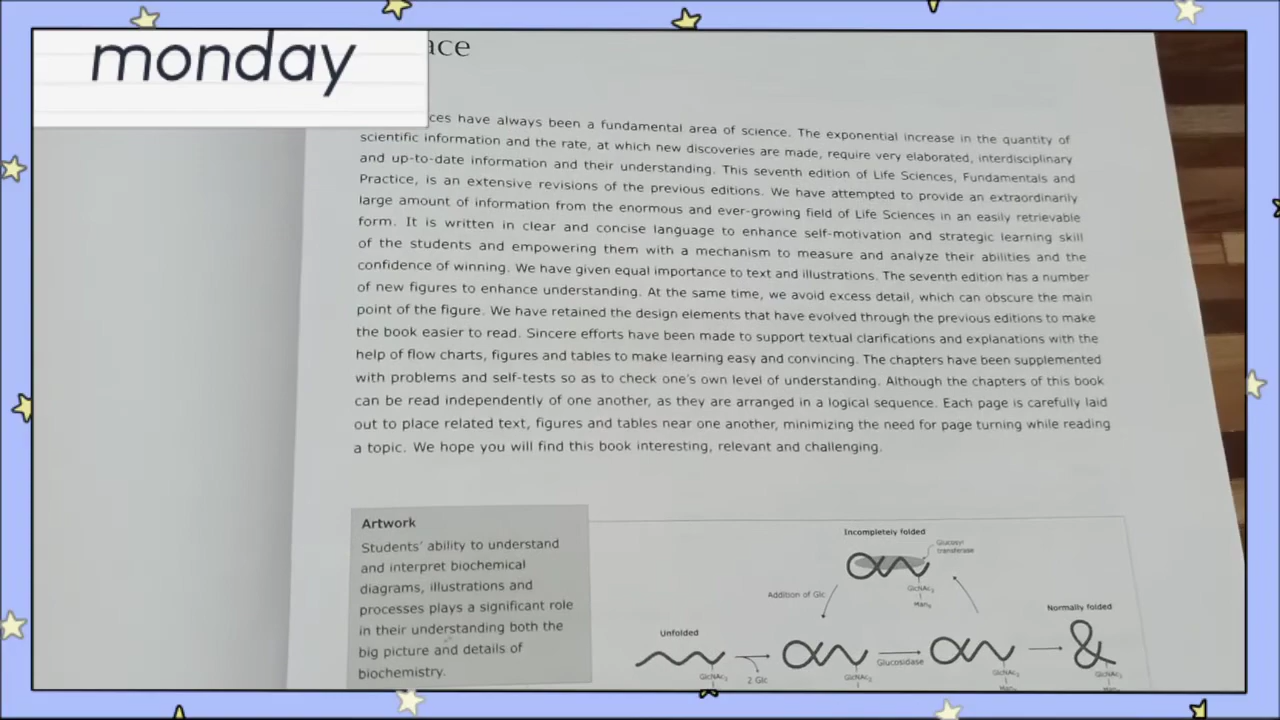 monday
ace
ces have always been a fundamental area of science. The exponential increase in the quantity of
scientific information and the rate, at which new discoveries are made, require very elaborated, interdisciplinary
and up-to-date information and their understanding. This seventh edition of Life Sciences, Fundamentals and
Practice, is an extensive revisions of the previous editions. We have attempted to provide an extraordinarily
large amount of information from the enormous and ever-growing field of Life Sciences in an easily retrievable
form. It is written in clear and concise language to enhance self-motivation and strategic learning skill
of the students and empowering them with a mechanism to measure and analyze their abilities and the
confidence of winning. We have given equal importance to text and illustrations. The seventh edition has a number
of new figures to enhance understanding. At the same time, we avoid excess detail, which can obscure the main
point of the figure. We have retained the design elements that have evolved through the previous editions to make
the book easier to read. Sincere efforts have been made to support textual clarifications and explanations with the
help of flow charts, figures and tables to make learning easy and convincing. The chapters have been supplemented
with problems and self-tests so as to check one's own level of understanding. Although the chapters of this book
can be read independently of one another, as they are arranged in a logical sequence. Each page is carefully laid
out to place related text, figures and tables near one another, minimizing the need for page turning while reading
a topic. We hope you will find this book interesting, relevant and challenging.
Artwork
Students' ability to understand
and interpret biochemical
diagrams, illustrations and
processes plays a significant role
in their understanding both the
big picture and details of
biochemistry.
Incompletely folded
Glucosyl
transferase
GlcNAc₂
Man₉
Addition of Glc
Normally folded
Unfolded
Glucosidase
GlcNAc₂
2 Glc
GlcNAc₂
GlcNAc₂
GlcNAc₂